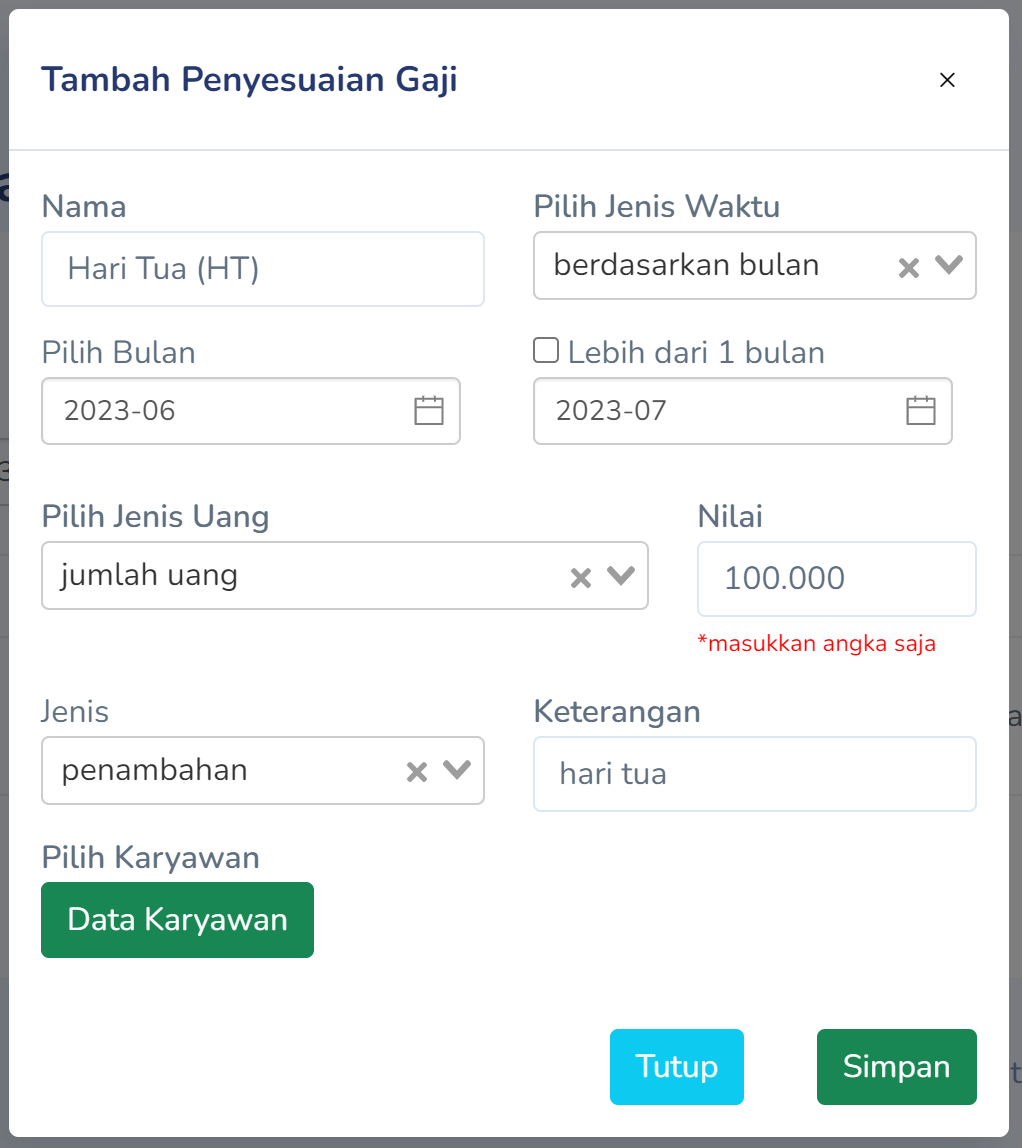 Tambah Penyesuaian Gaji
Nama
Pilih Jenis Waktu
Hari Tua (HT)
berdasarkan bulan
Pilih Bulan
Lebih dari 1 bulan
2023-06
2023-07
Pilih Jenis Uang
Nilai
jumlah uang
100.000
*masukkan angka saja
Jenis
Keterangan
penambahan
hari tua
Pilih Karyawan
Data Karyawan
Tutup
Simpan